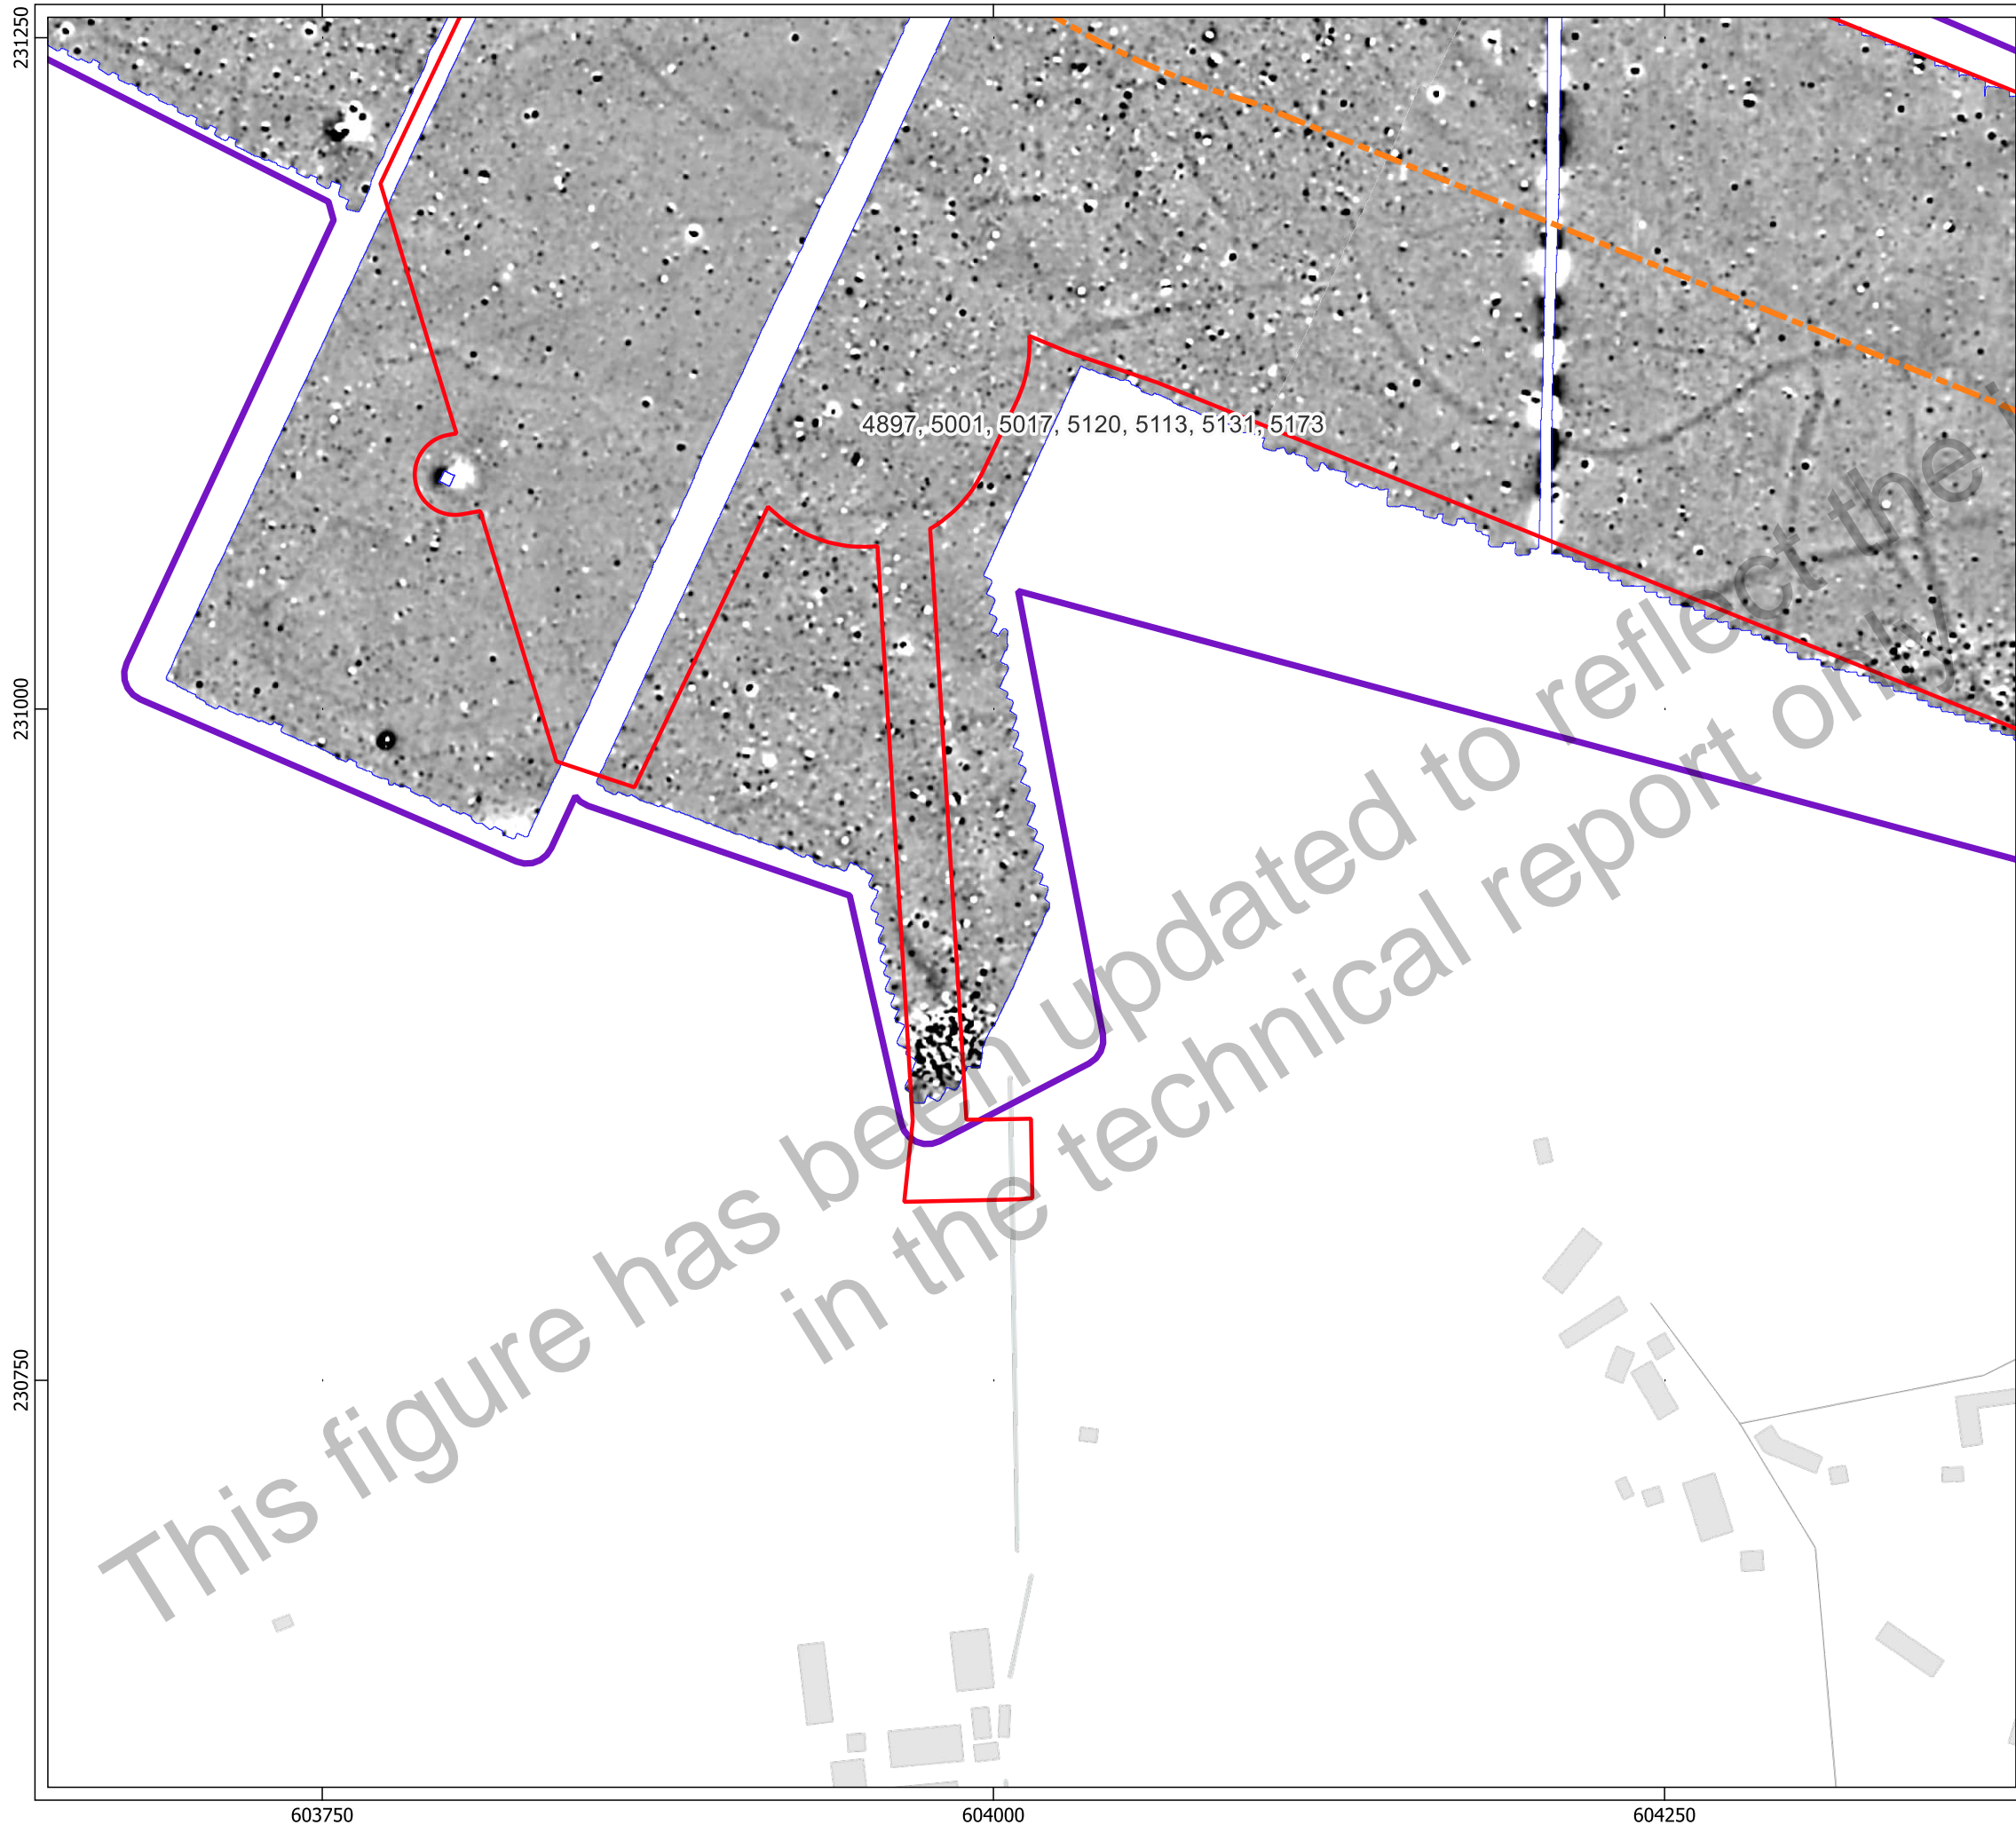 231250
4897, 5001, 5017, 5120, 5113, 5131, 5173
231000
This figure has been updated to reflect the
in the technical report only
230750
603750
604000
604250